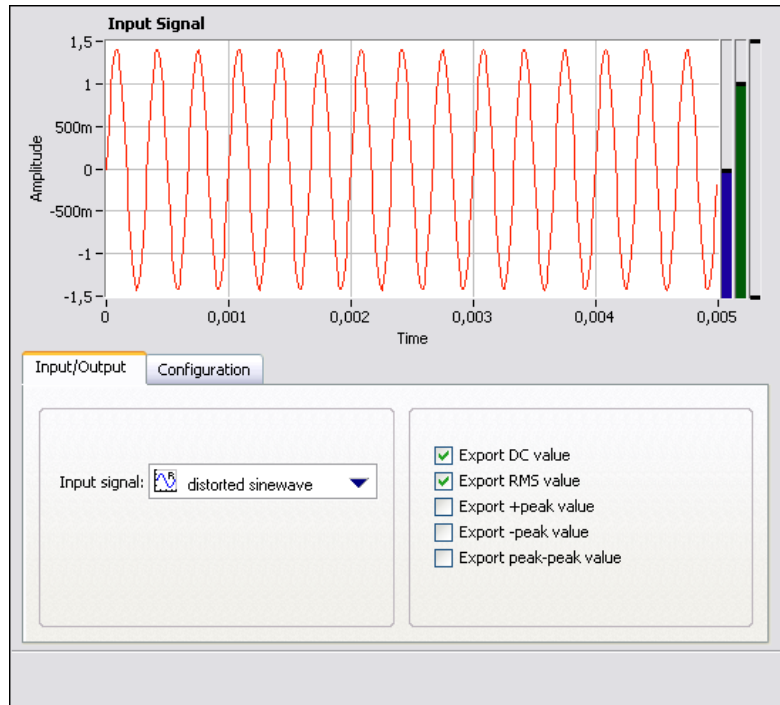 Input Signal
1,5
1
500m
0
-500m
-1
-1,5
Amplitude
0 0,001 0,002 0,003 0,004 0,005
Time
Input/Output Configuration
Input signal: R distorted sinewave
Export DC value
Export RMS value
Export +peak value
Export -peak value
Export peak-peak value